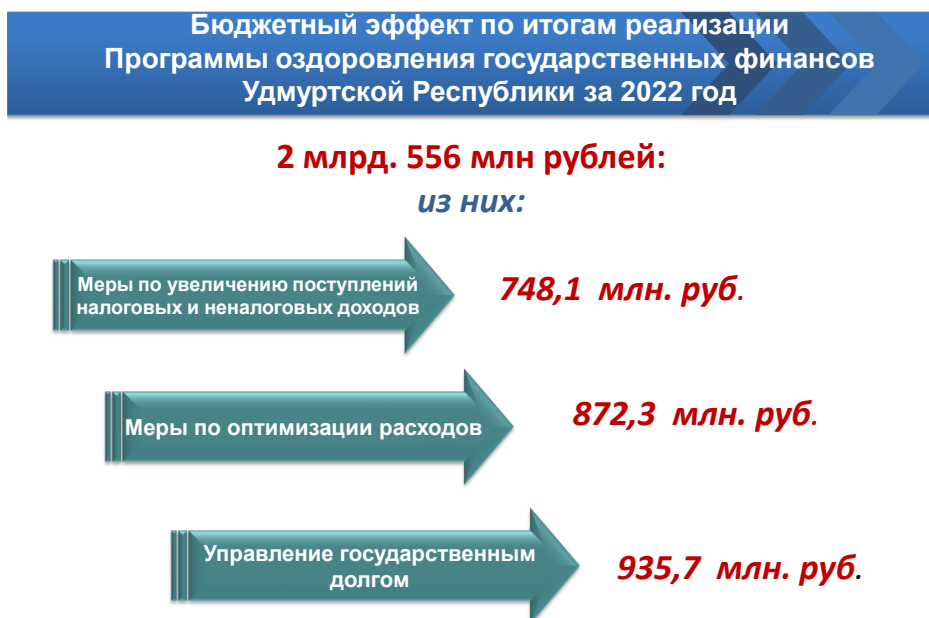 Бюджетный эффект по итогам реализации
Программы оздоровления государственных финансов
Удмуртской Республики за 2022 год
2 млрд. 556 млн рублей:
из них:
Меры по увеличению поступлений
налоговых и неналоговых доходов
748,1 млн. руб.
Меры по оптимизации расходов
872,3 млн. руб.
Управление государственным
долгом
935,7 млн. руб.